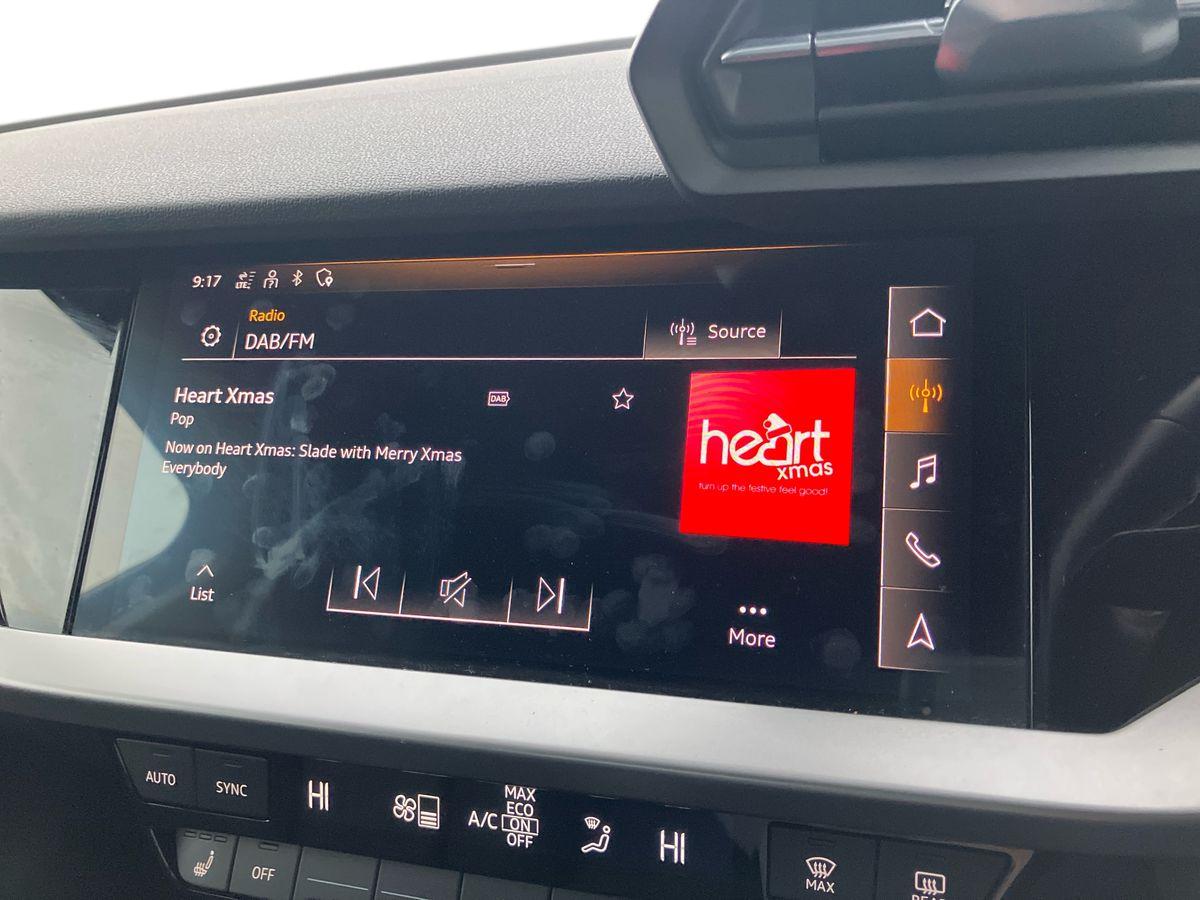 9:17
LTE
Radio
DAB/FM
Source
Heart Xmas
DAB
Pop
Now on Heart Xmas: Slade with Merry Xmas
Everybody
heart
xmas
turn up the festive feel good!
List
More
AUTO
SYNC
HI
A/C
MAX
ECO
ON
OFF
HI
OFF
MAX